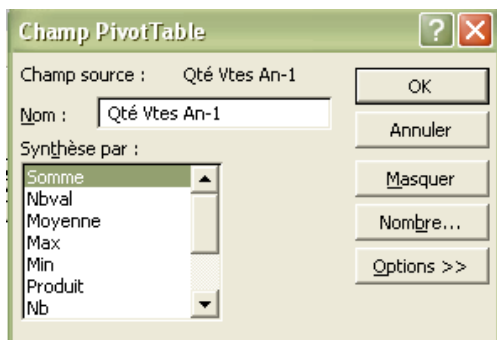 Champ PivotTable
Champ source : Qté Vtes An-1
OK
Nom : Qté Vtes An-1
Annuler
Synthèse par :
Somme
Nbval
Moyenne
Max
Min
Produit
Nb
Masquer
Nombre...
Options >>